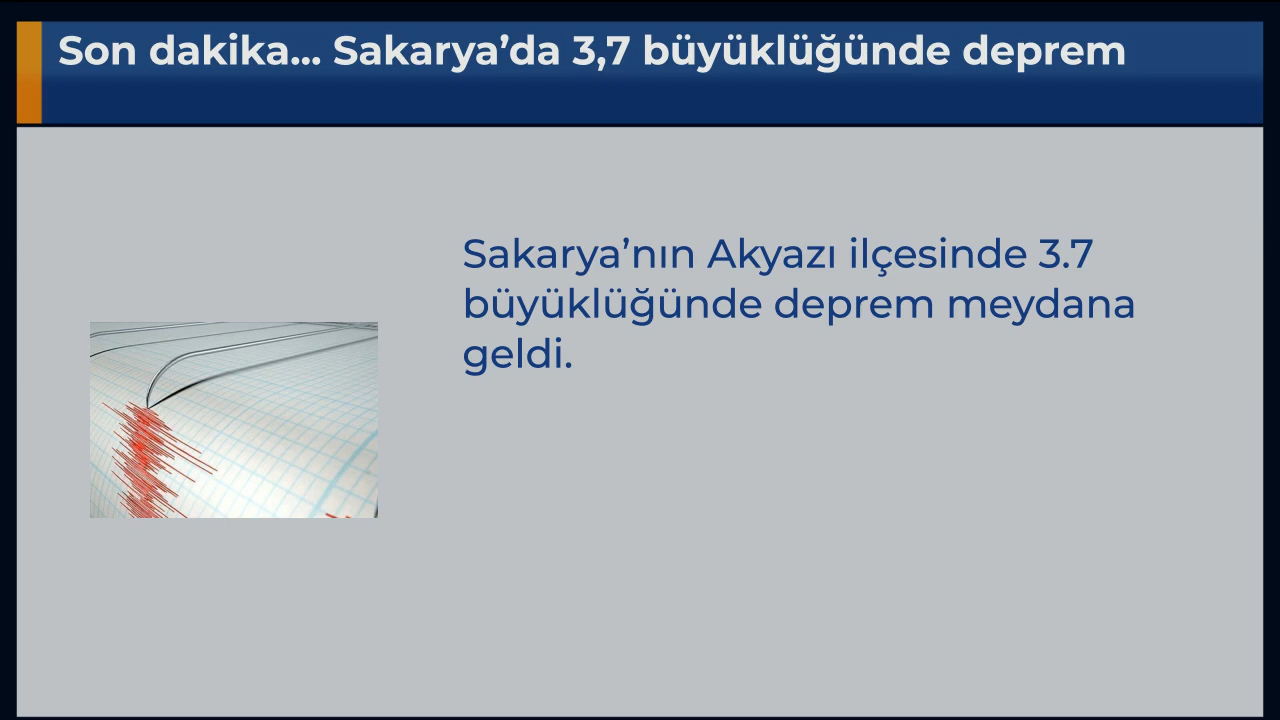 Son dakika... Sakarya’da 3,7 büyüklüğünde deprem
Sakarya’nın Akyazı ilçesinde 3.7
büyüklüğünde deprem meydana
geldi.